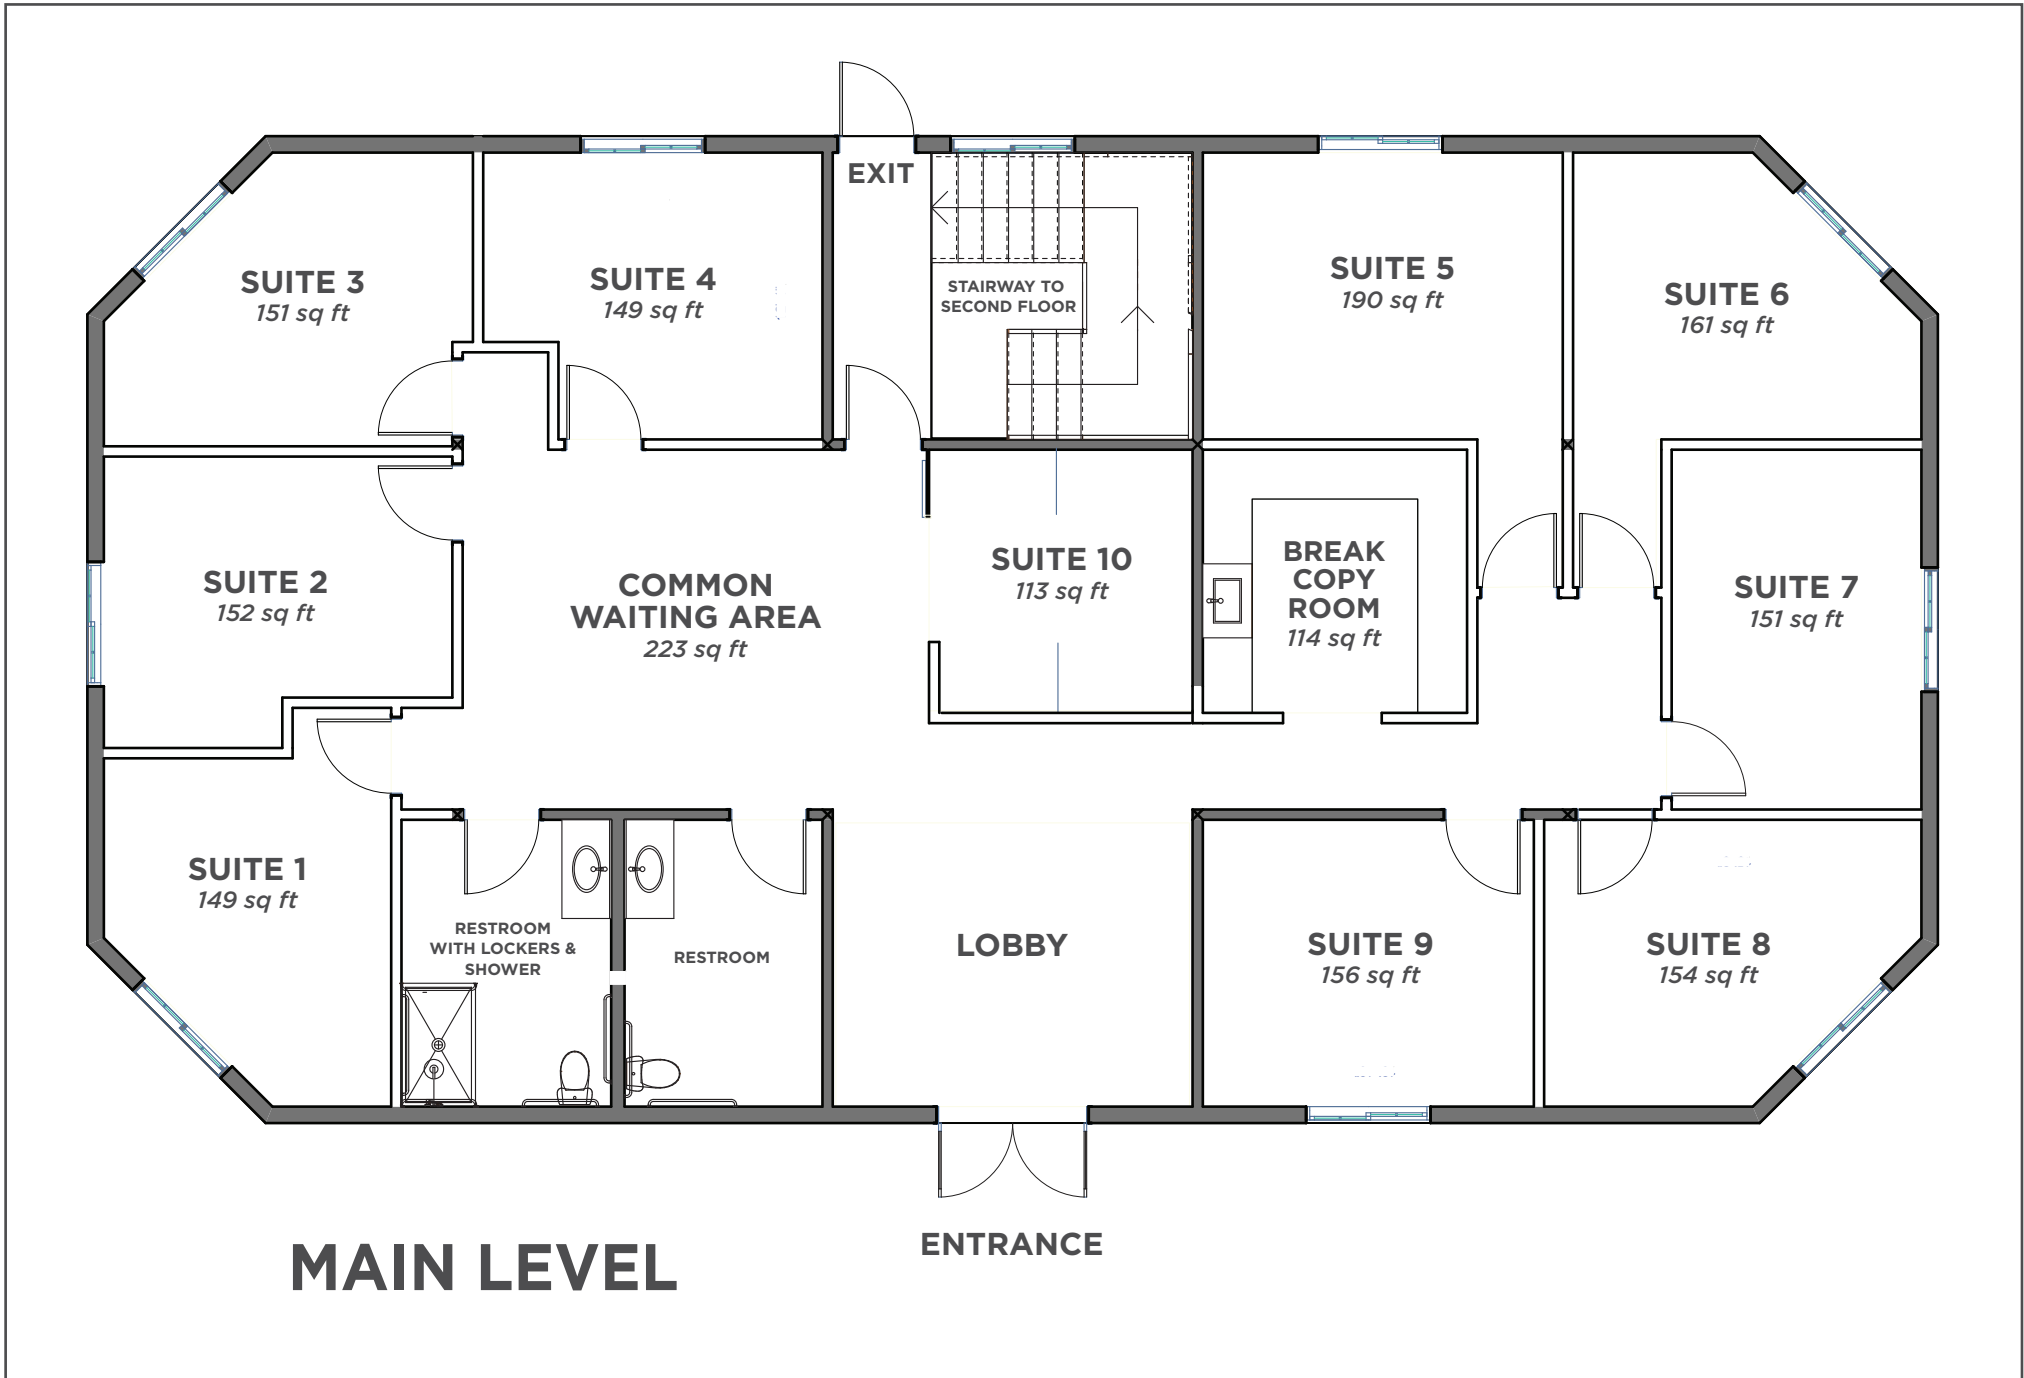 EXIT
SUITE 3
151 sq ft
SUITE 4
149 sq ft
STAIRWAY TO
SECOND FLOOR
SUITE 5
190 sq ft
SUITE 6
161 sq ft
SUITE 2
152 sq ft
COMMON
WAITING AREA
223 sq ft
SUITE 10
113 sq ft
BREAK
COPY
ROOM
114 sq ft
SUITE 7
151 sq ft
SUITE 1
149 sq ft
RESTROOM
WITH LOCKERS &
SHOWER
RESTROOM
LOBBY
SUITE 9
156 sq ft
SUITE 8
154 sq ft
ENTRANCE
MAIN LEVEL